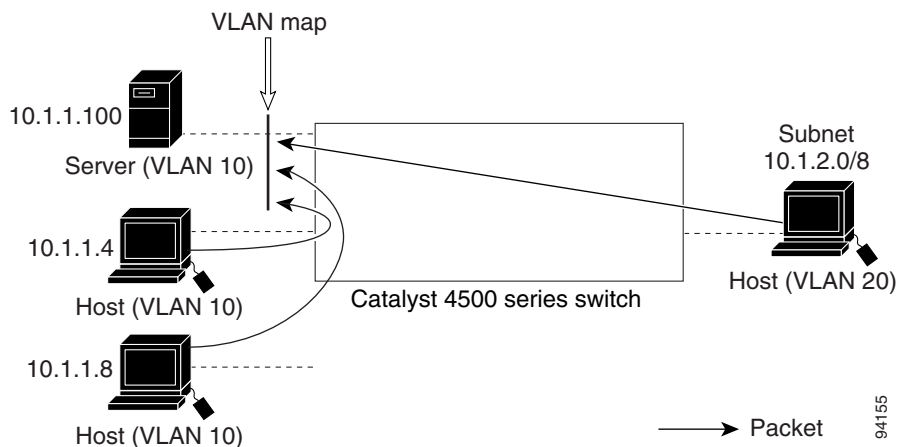 VLAN map
10.1.1.100
Server (VLAN 10)
Subnet
10.1.2.0/8
10.1.1.4
Host (VLAN 10)
Host (VLAN 20)
Catalyst 4500 series switch
10.1.1.8
Host (VLAN 10)
Packet
94155